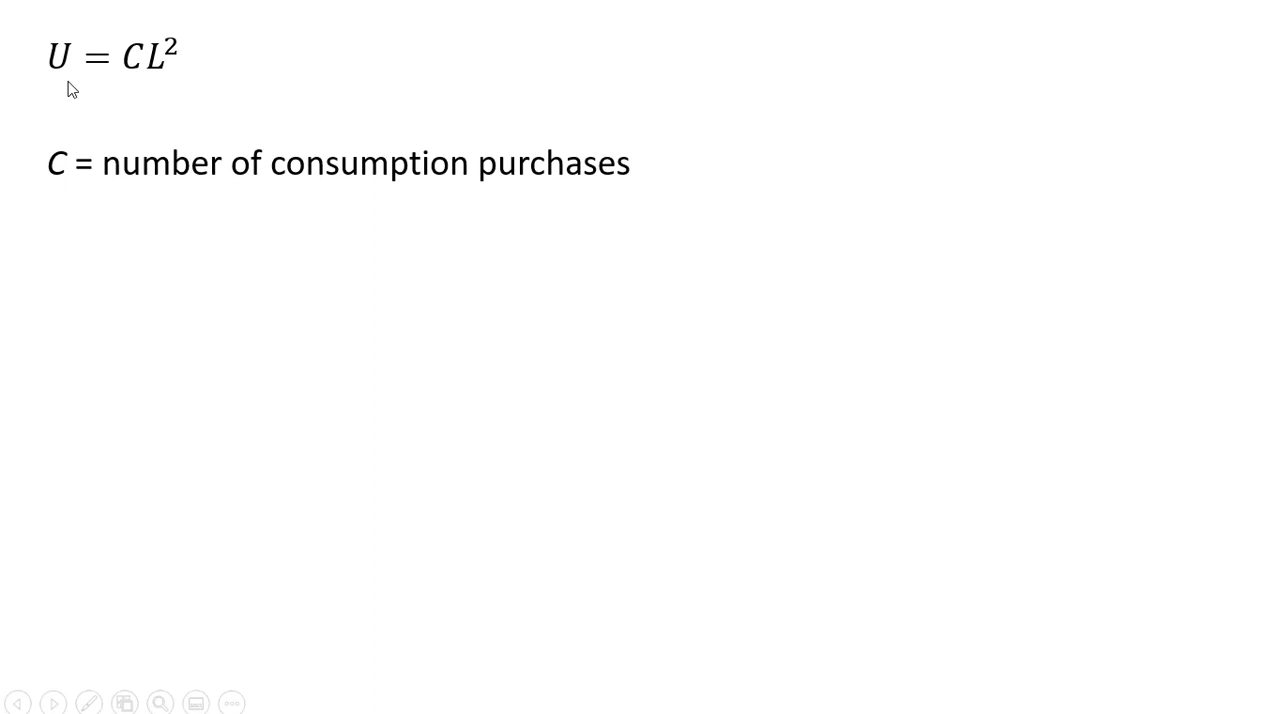 U = CL²
C = number of consumption purchases